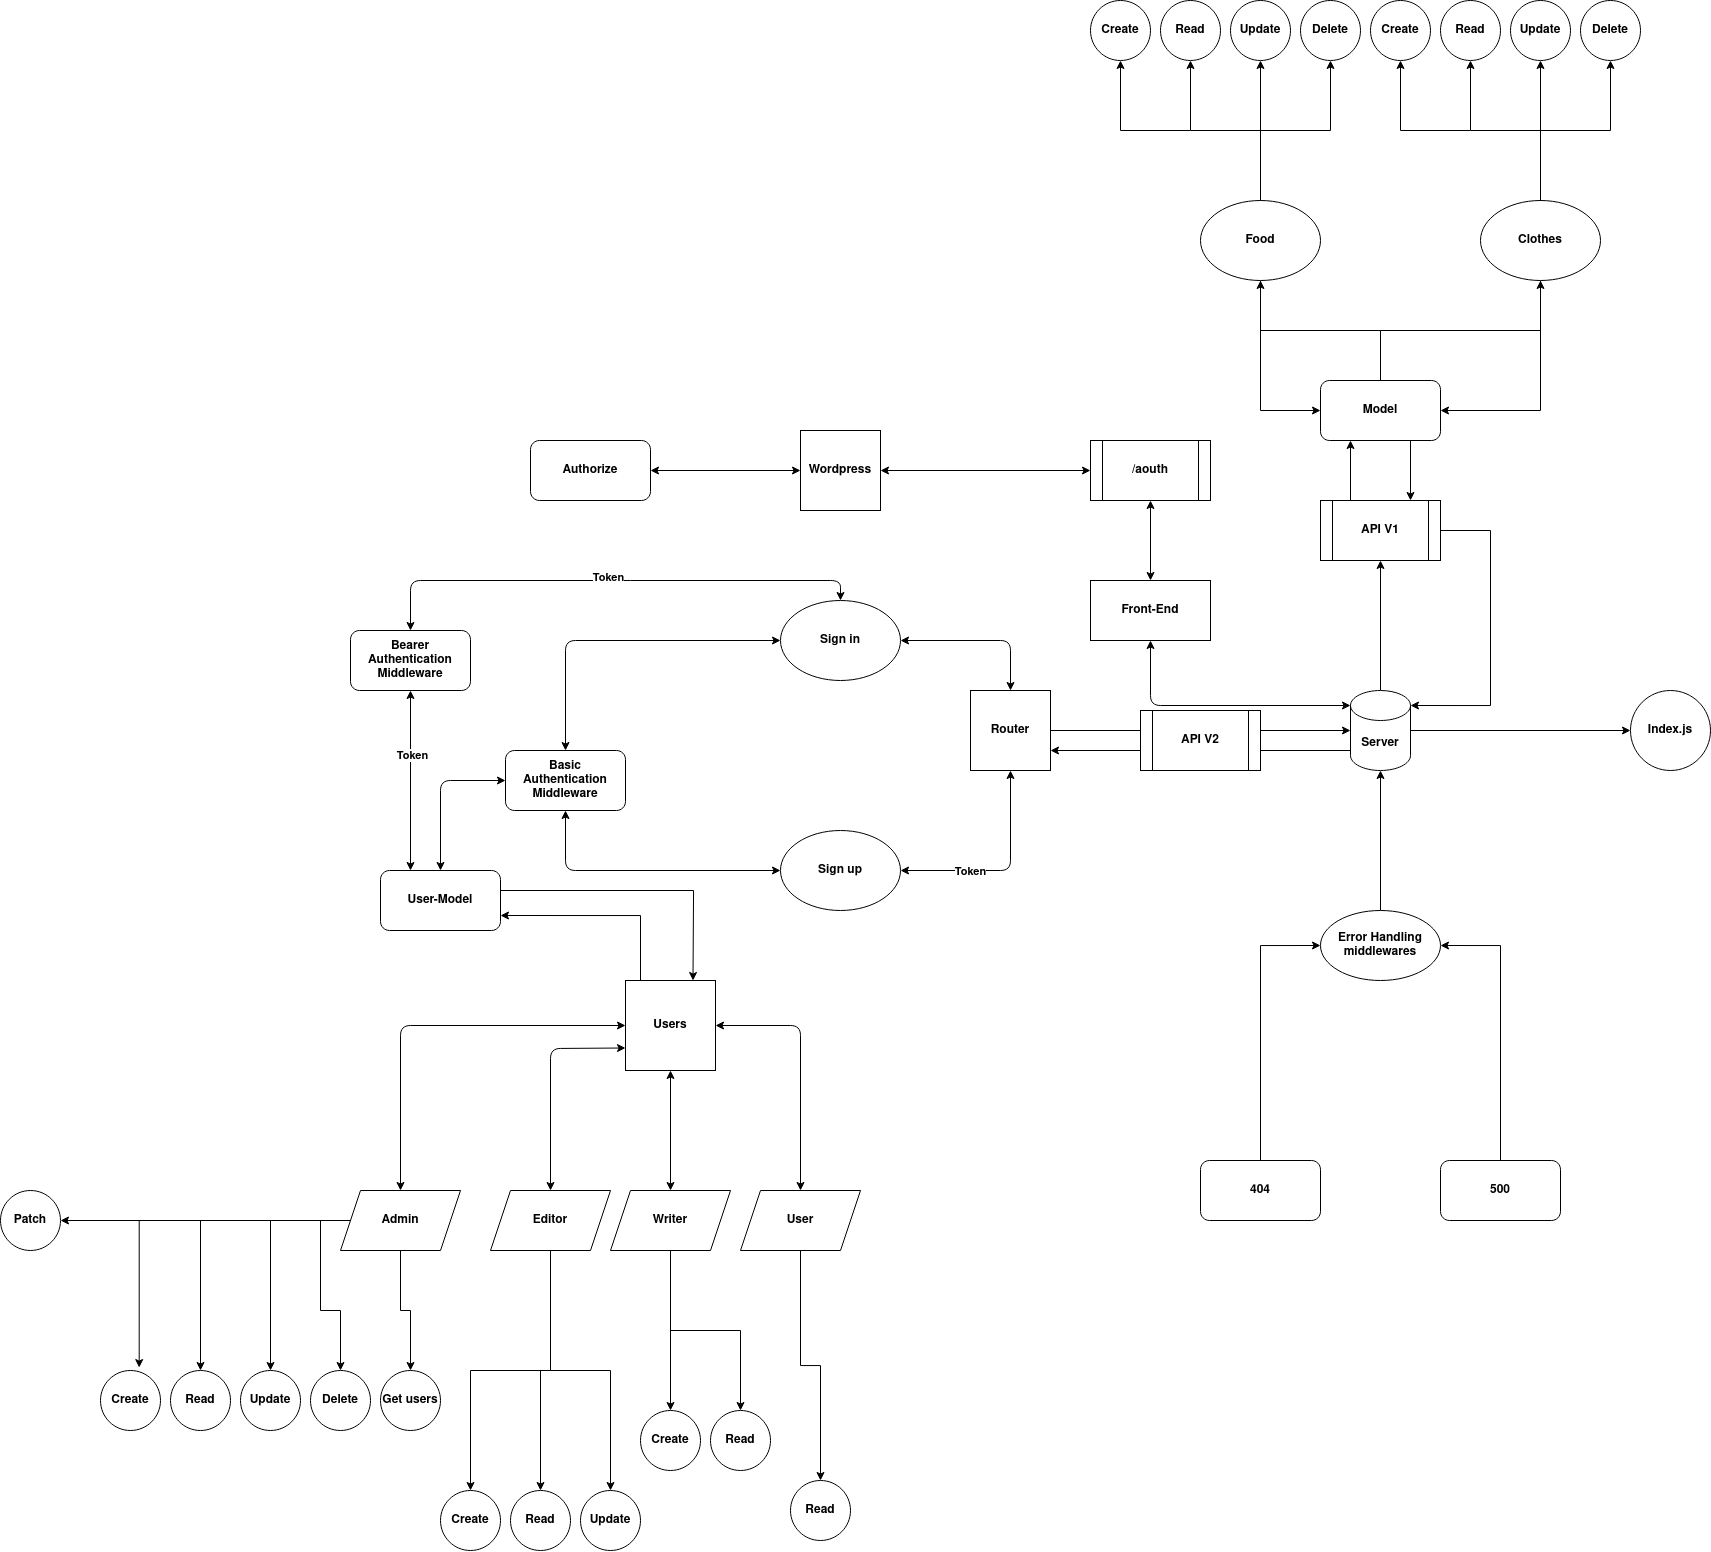 Create
Read
Update
Delete
Create
Read
Update
Delete
Food
Clothes
Model
Authorize
Wordpress
/aouth
API V1
Token
Front-End
Sign in
Bearer
Authentication
Middleware
Router
API V2
Server
Index.js
Token
Basic
Authentication
Middleware
Sign up
Token
User-Model
Error Handling
middlewares
Users
404
500
Patch
Admin
Editor
Writer
User
Create
Read
Update
Delete
Get users
Create
Read
Read
Create
Read
Update